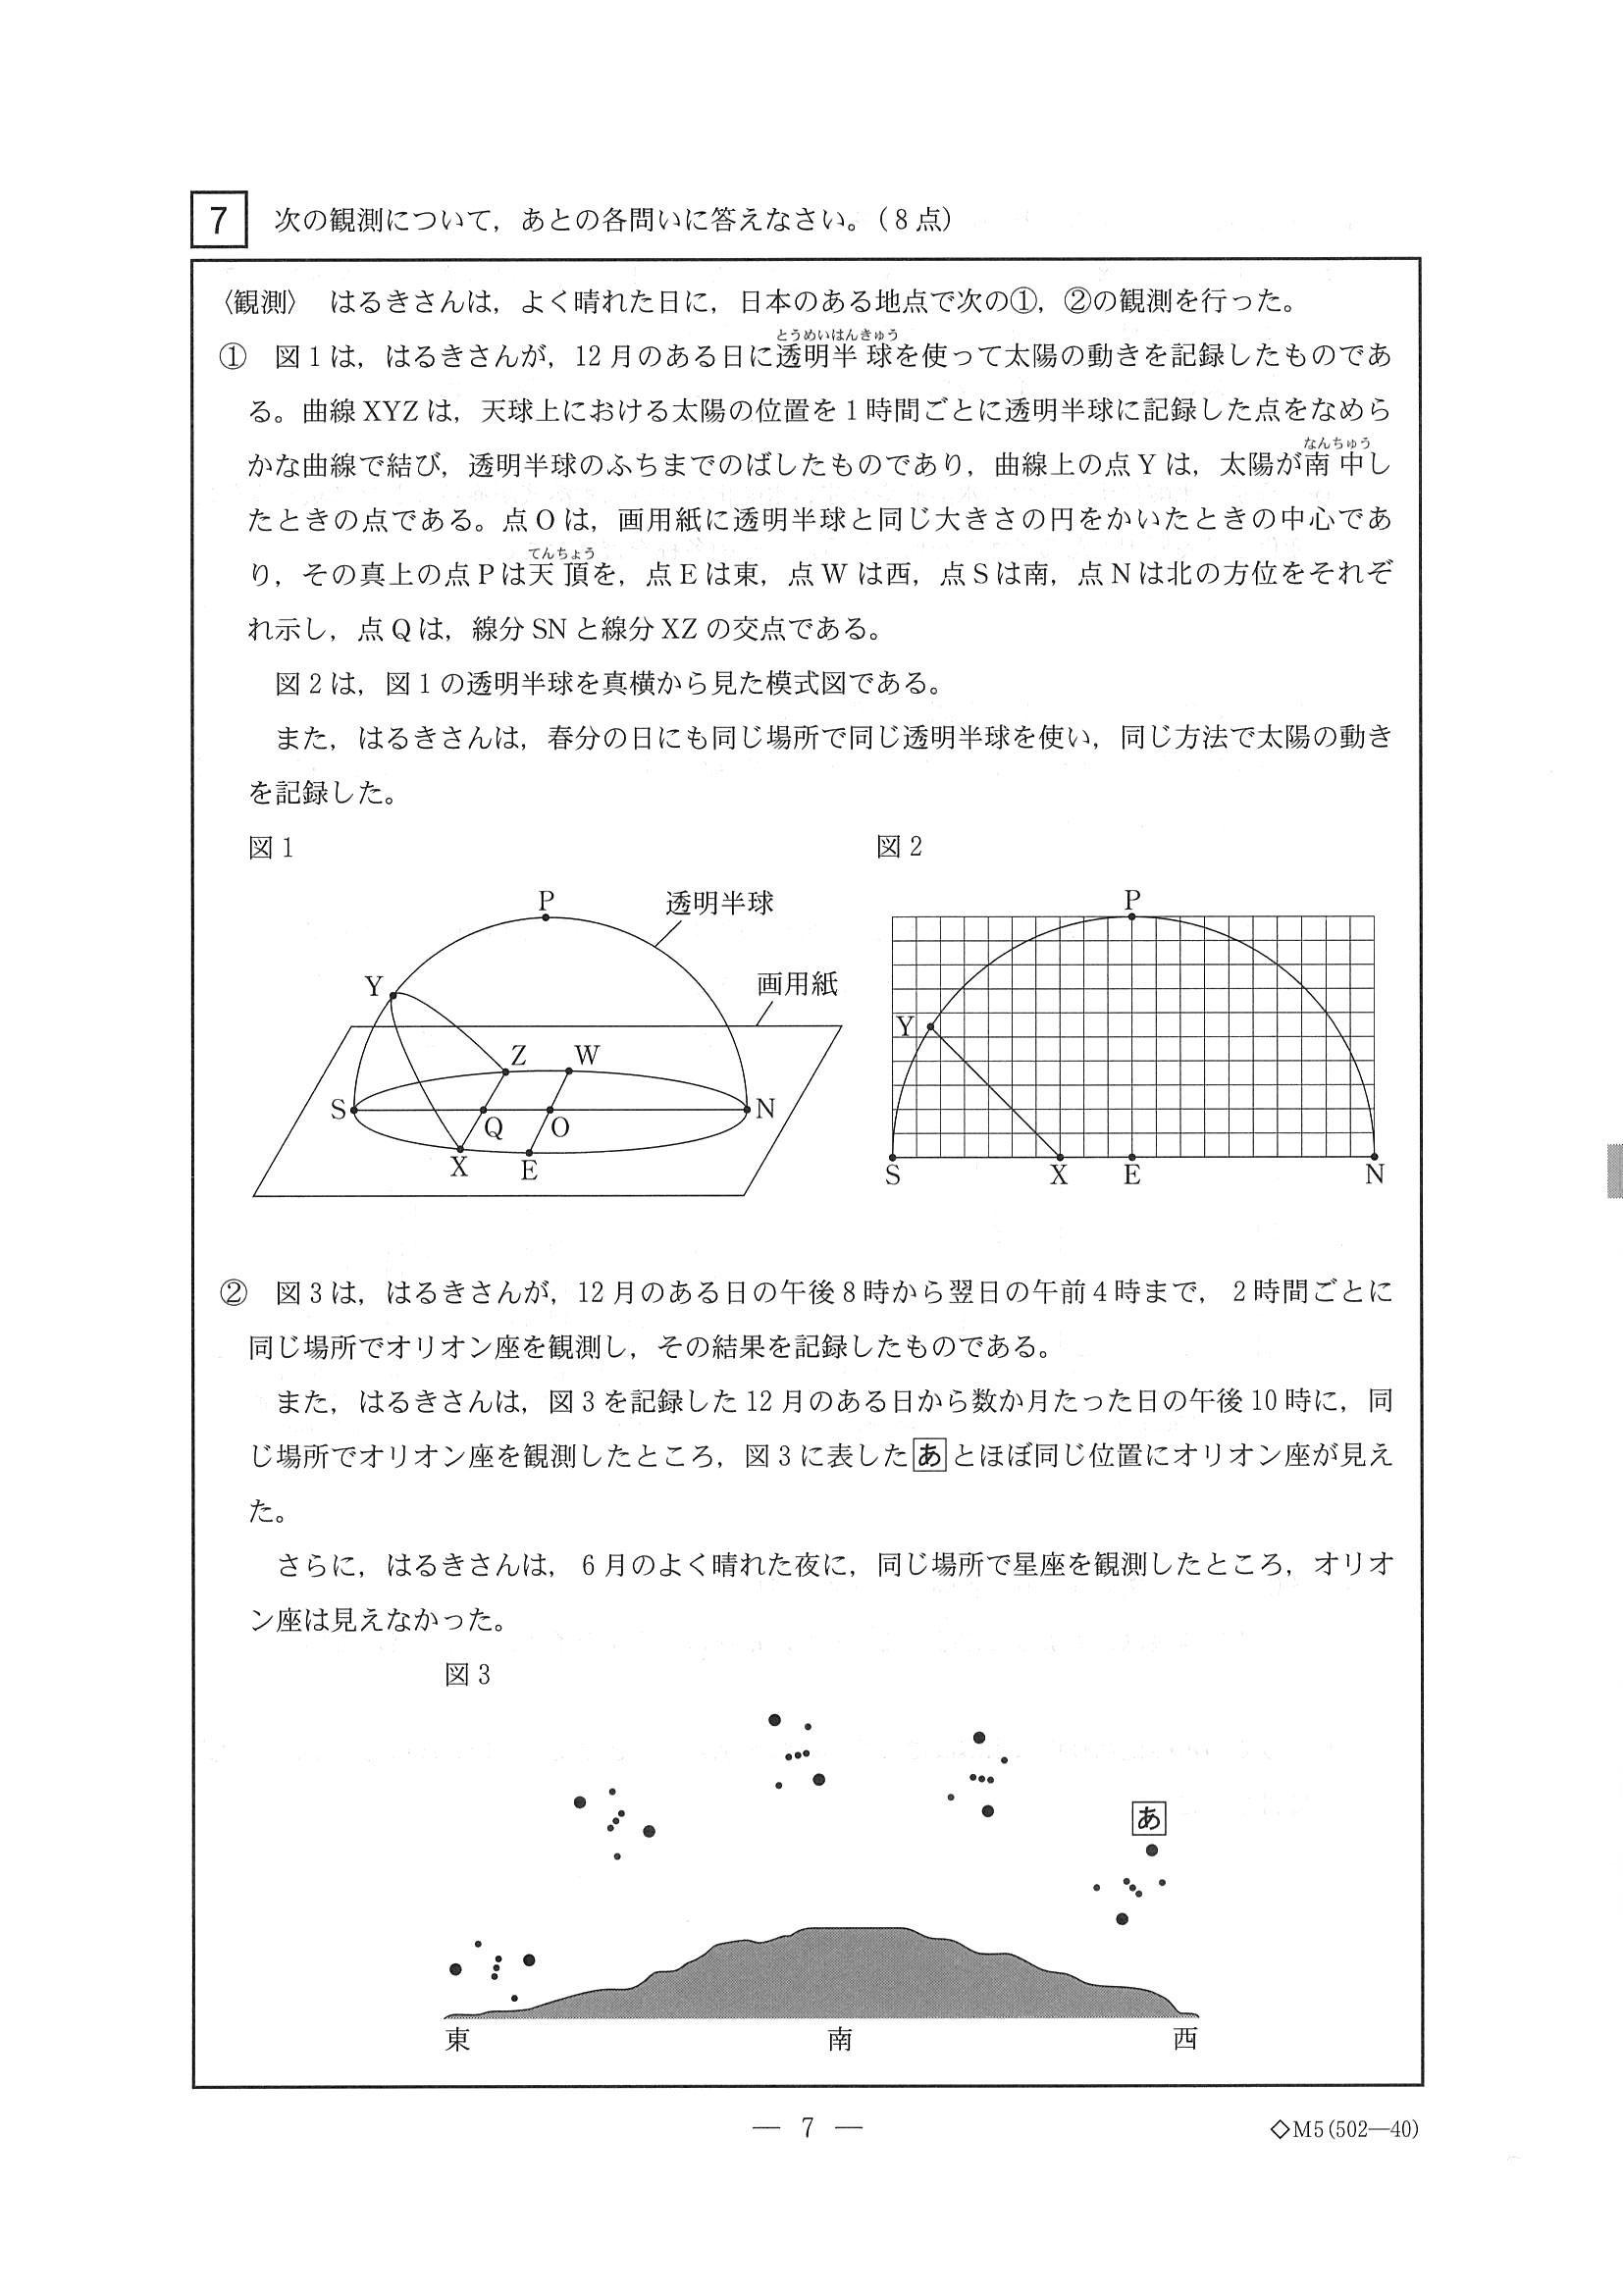 7 次の観測について，あとの各問いに答えなさい。（8点）
〈観測〉　はるきさんは，よく晴れた日に，日本のある地点で次の①，②の観測を行った。
とうめいはんきゅう
①　図1は，はるきさんが，12月のある日に透明半球を使って太陽の動きを記録したものであ
る。曲線XYZは，天球上における太陽の位置を1時間ごとに透明半球に記録した点をなめら
なんちゅう
かな曲線で結び，透明半球のふちまでのばしたものであり，曲線上の点Yは，太陽が南中し
たときの点である。点Oは，画用紙に透明半球と同じ大きさの円をかいたときの中心であ
てんちょう
り，その真上の点Pは天頂を，点Eは東，点Wは西，点Sは南，点Nは北の方位をそれぞ
れ示し，点Qは，線分SNと線分XZの交点である。
図2は，図1の透明半球を真横から見た模式図である。
また，はるきさんは，春分の日にも同じ場所で同じ透明半球を使い，同じ方法で太陽の動き
を記録した。
図1
P
透明半球
Y
画用紙
Z
W
S
N
Q
O
X
E
図2
P
Y
S
X
E
N
②　図3は，はるきさんが，12月のある日の午後8時から翌日の午前4時まで，2時間ごとに
同じ場所でオリオン座を観測し，その結果を記録したものである。
また，はるきさんは，図3を記録した12月のある日から数か月たった日の午後10時に，同
じ場所でオリオン座を観測したところ，図3に表したあとほぼ同じ位置にオリオン座が見え
た。
さらに，はるきさんは，6月のよく晴れた夜に，同じ場所で星座を観測したところ，オリオ
ン座は見えなかった。
図3
あ
東
南
西
— 7 —
◇M5(502—40)